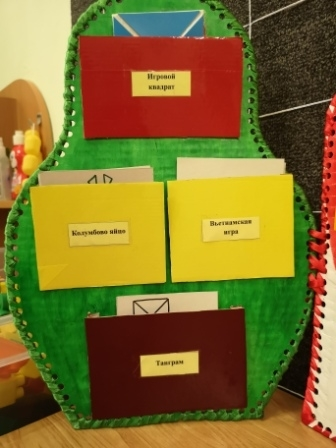 Игровой
квадрат
Колумбово яйцо
Вьетнамская
игра
Танграм